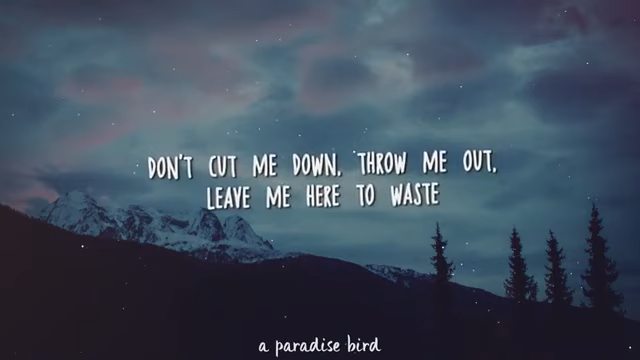 DON'T CUT ME DOWN, THROW ME OUT,
LEAVE ME HERE TO WASTE
a paradise bird